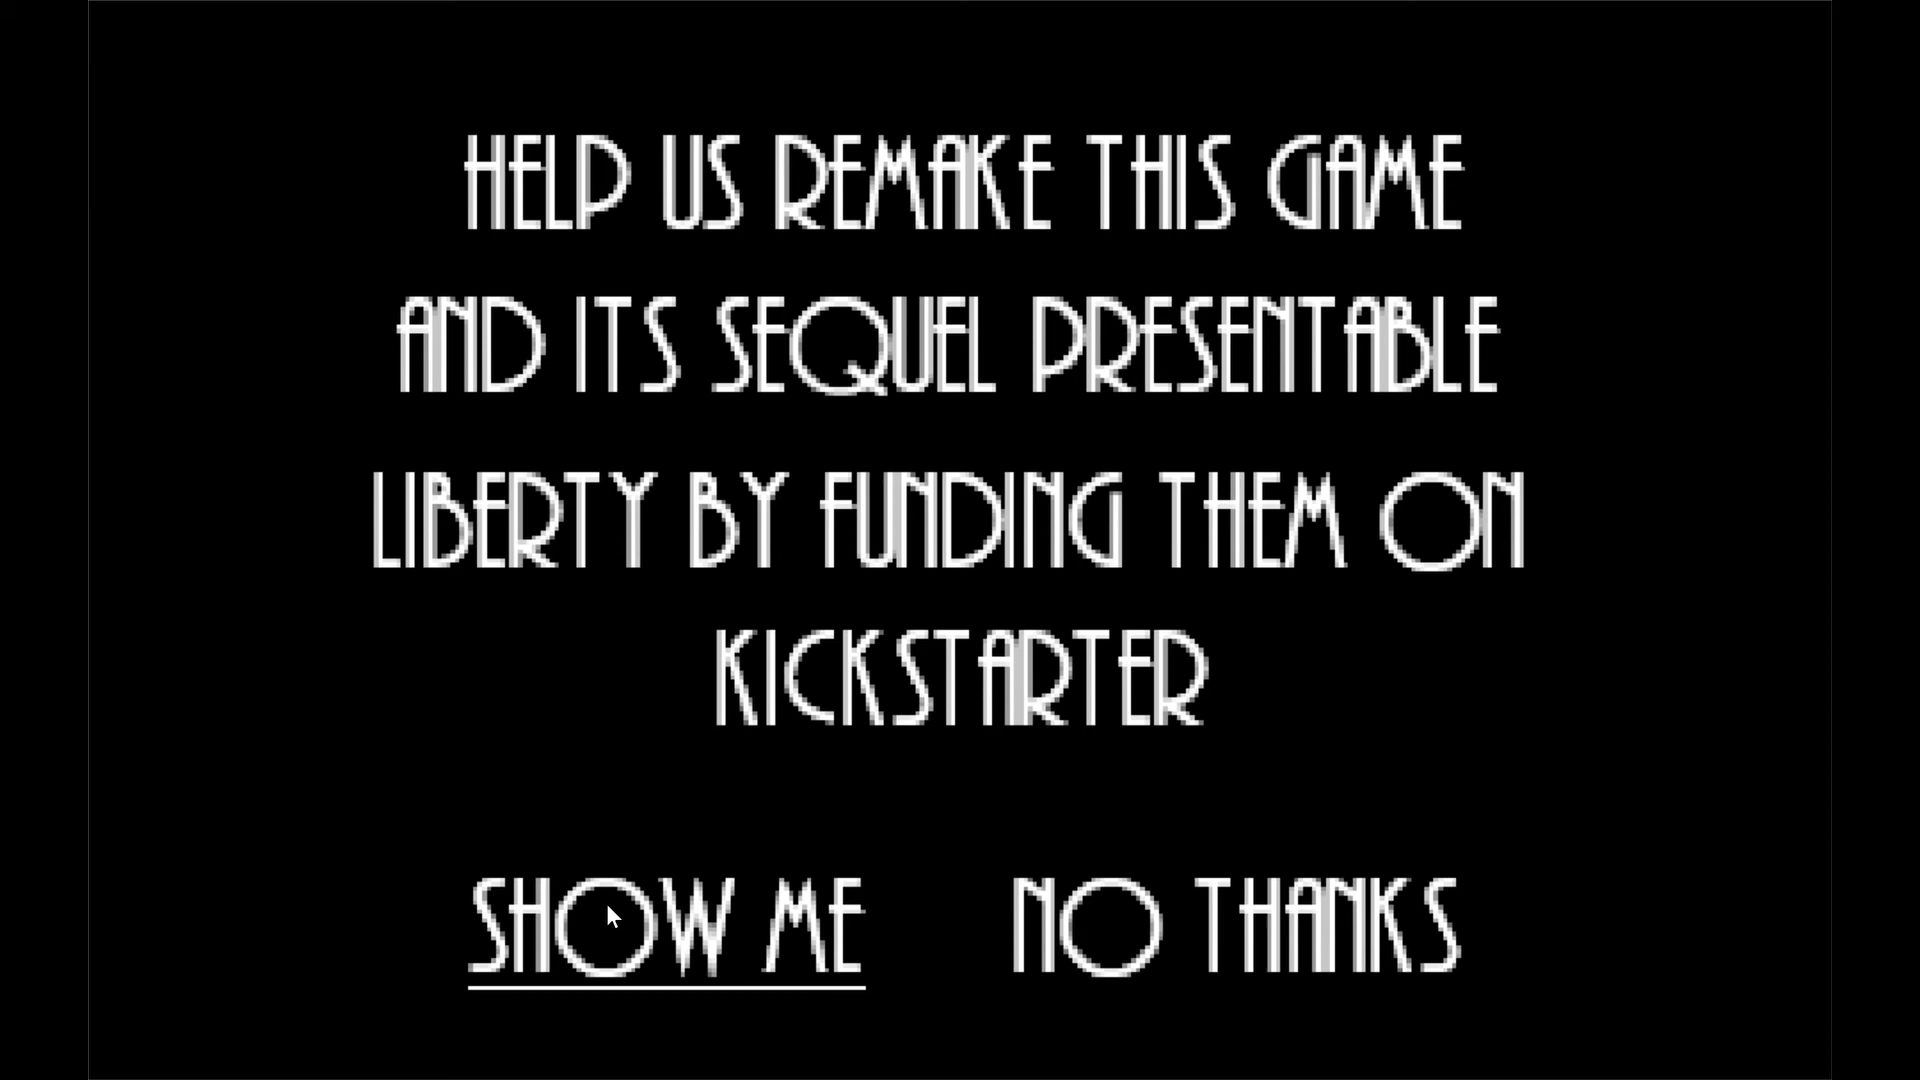 HELP US REMAKE THIS GAME
AND ITS SEQUEL PRESENTABLE
LIBERTY BY FUNDING THEM ON
KICKSTARTER
SHOW ME NO THANKS